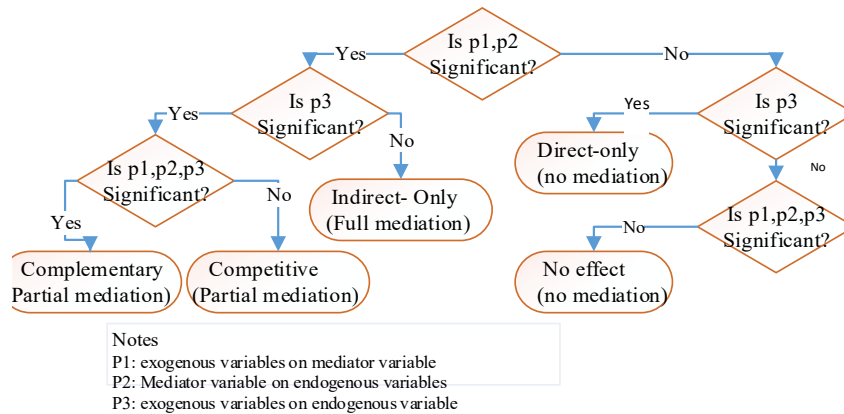 Is p1,p2
Significant?
Yes
No
Is p3
Significant?
Is p3
Significant?
Yes
Yes
No
Direct-only
(no mediation)
No
Is p1,p2,p3
Significant?
Indirect- Only
(Full mediation)
Is p1,p2,p3
Significant?
Yes
No
No
Complementary
(Partial mediation)
Competitive
(Partial mediation)
No effect
(no mediation)
Notes
P1: exogenous variables on mediator variable
P2: Mediator variable on endogenous variables
P3: exogenous variables on endogenous variable